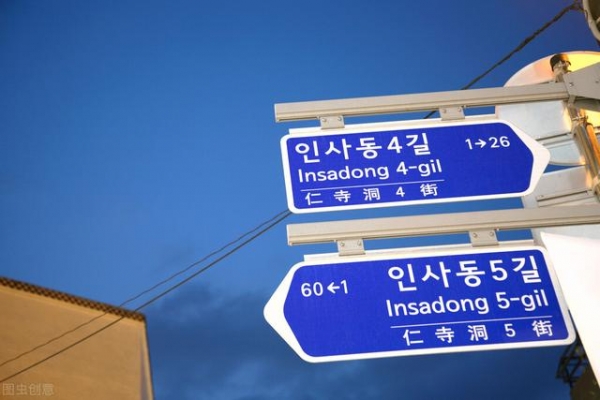 인사동4길 1→26
Insadong 4-gil
仁寺洞 4 街
60←1 인사동5길
Insadong 5-gil
仁寺洞 5 街
图虫创意